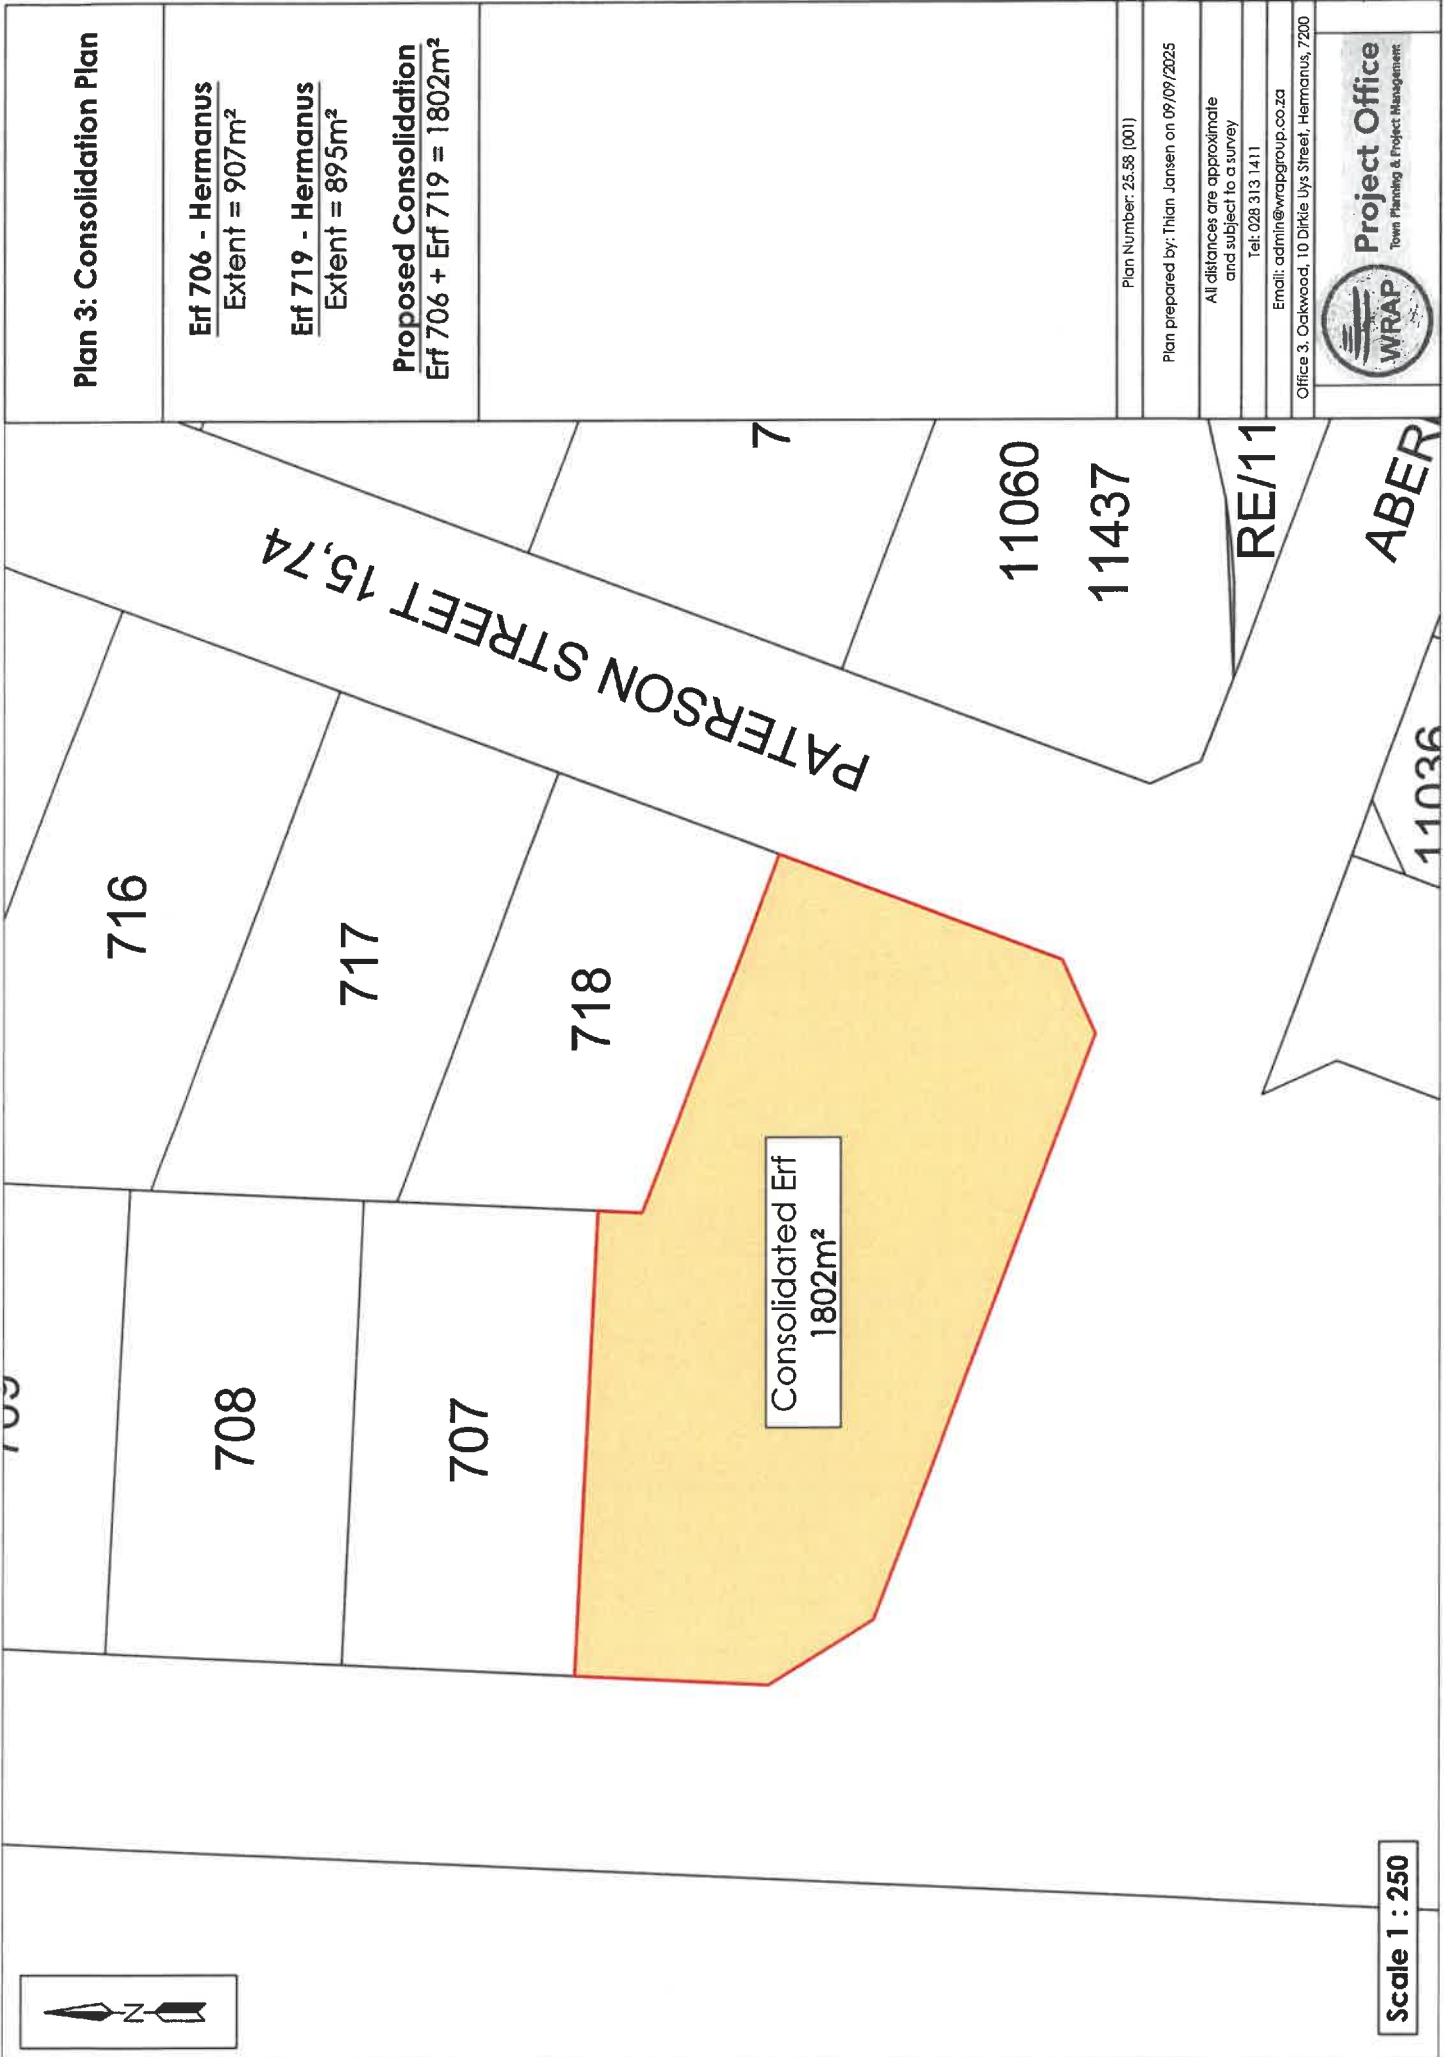 Plan 3: Consolidation Plan
Erf 706 - Hermanus
Extent = 907m²
Erf 719 - Hermanus
Extent = 895m²
Proposed Consolidation
Erf 706 + Erf 719 = 1802m²
Plan Number: 25.58 (001)
Plan prepared by: Thian Jansen on 09/09/2025
All distances are approximate
and subject to a survey
Tel: 028 313 1411
Email: admin@wrapgroup.co.za
Office 3, Oakwood, 10 Dirkie Uys Street, Hermanus, 7200
WRAP
Project Office
Town Planning & Project Management
716
717
718
708
707
PATERSON STREET 15,74
7
11060
11437
RE/11
ABER
11036
Consolidated Erf
1802m²
N
Scale 1 : 250